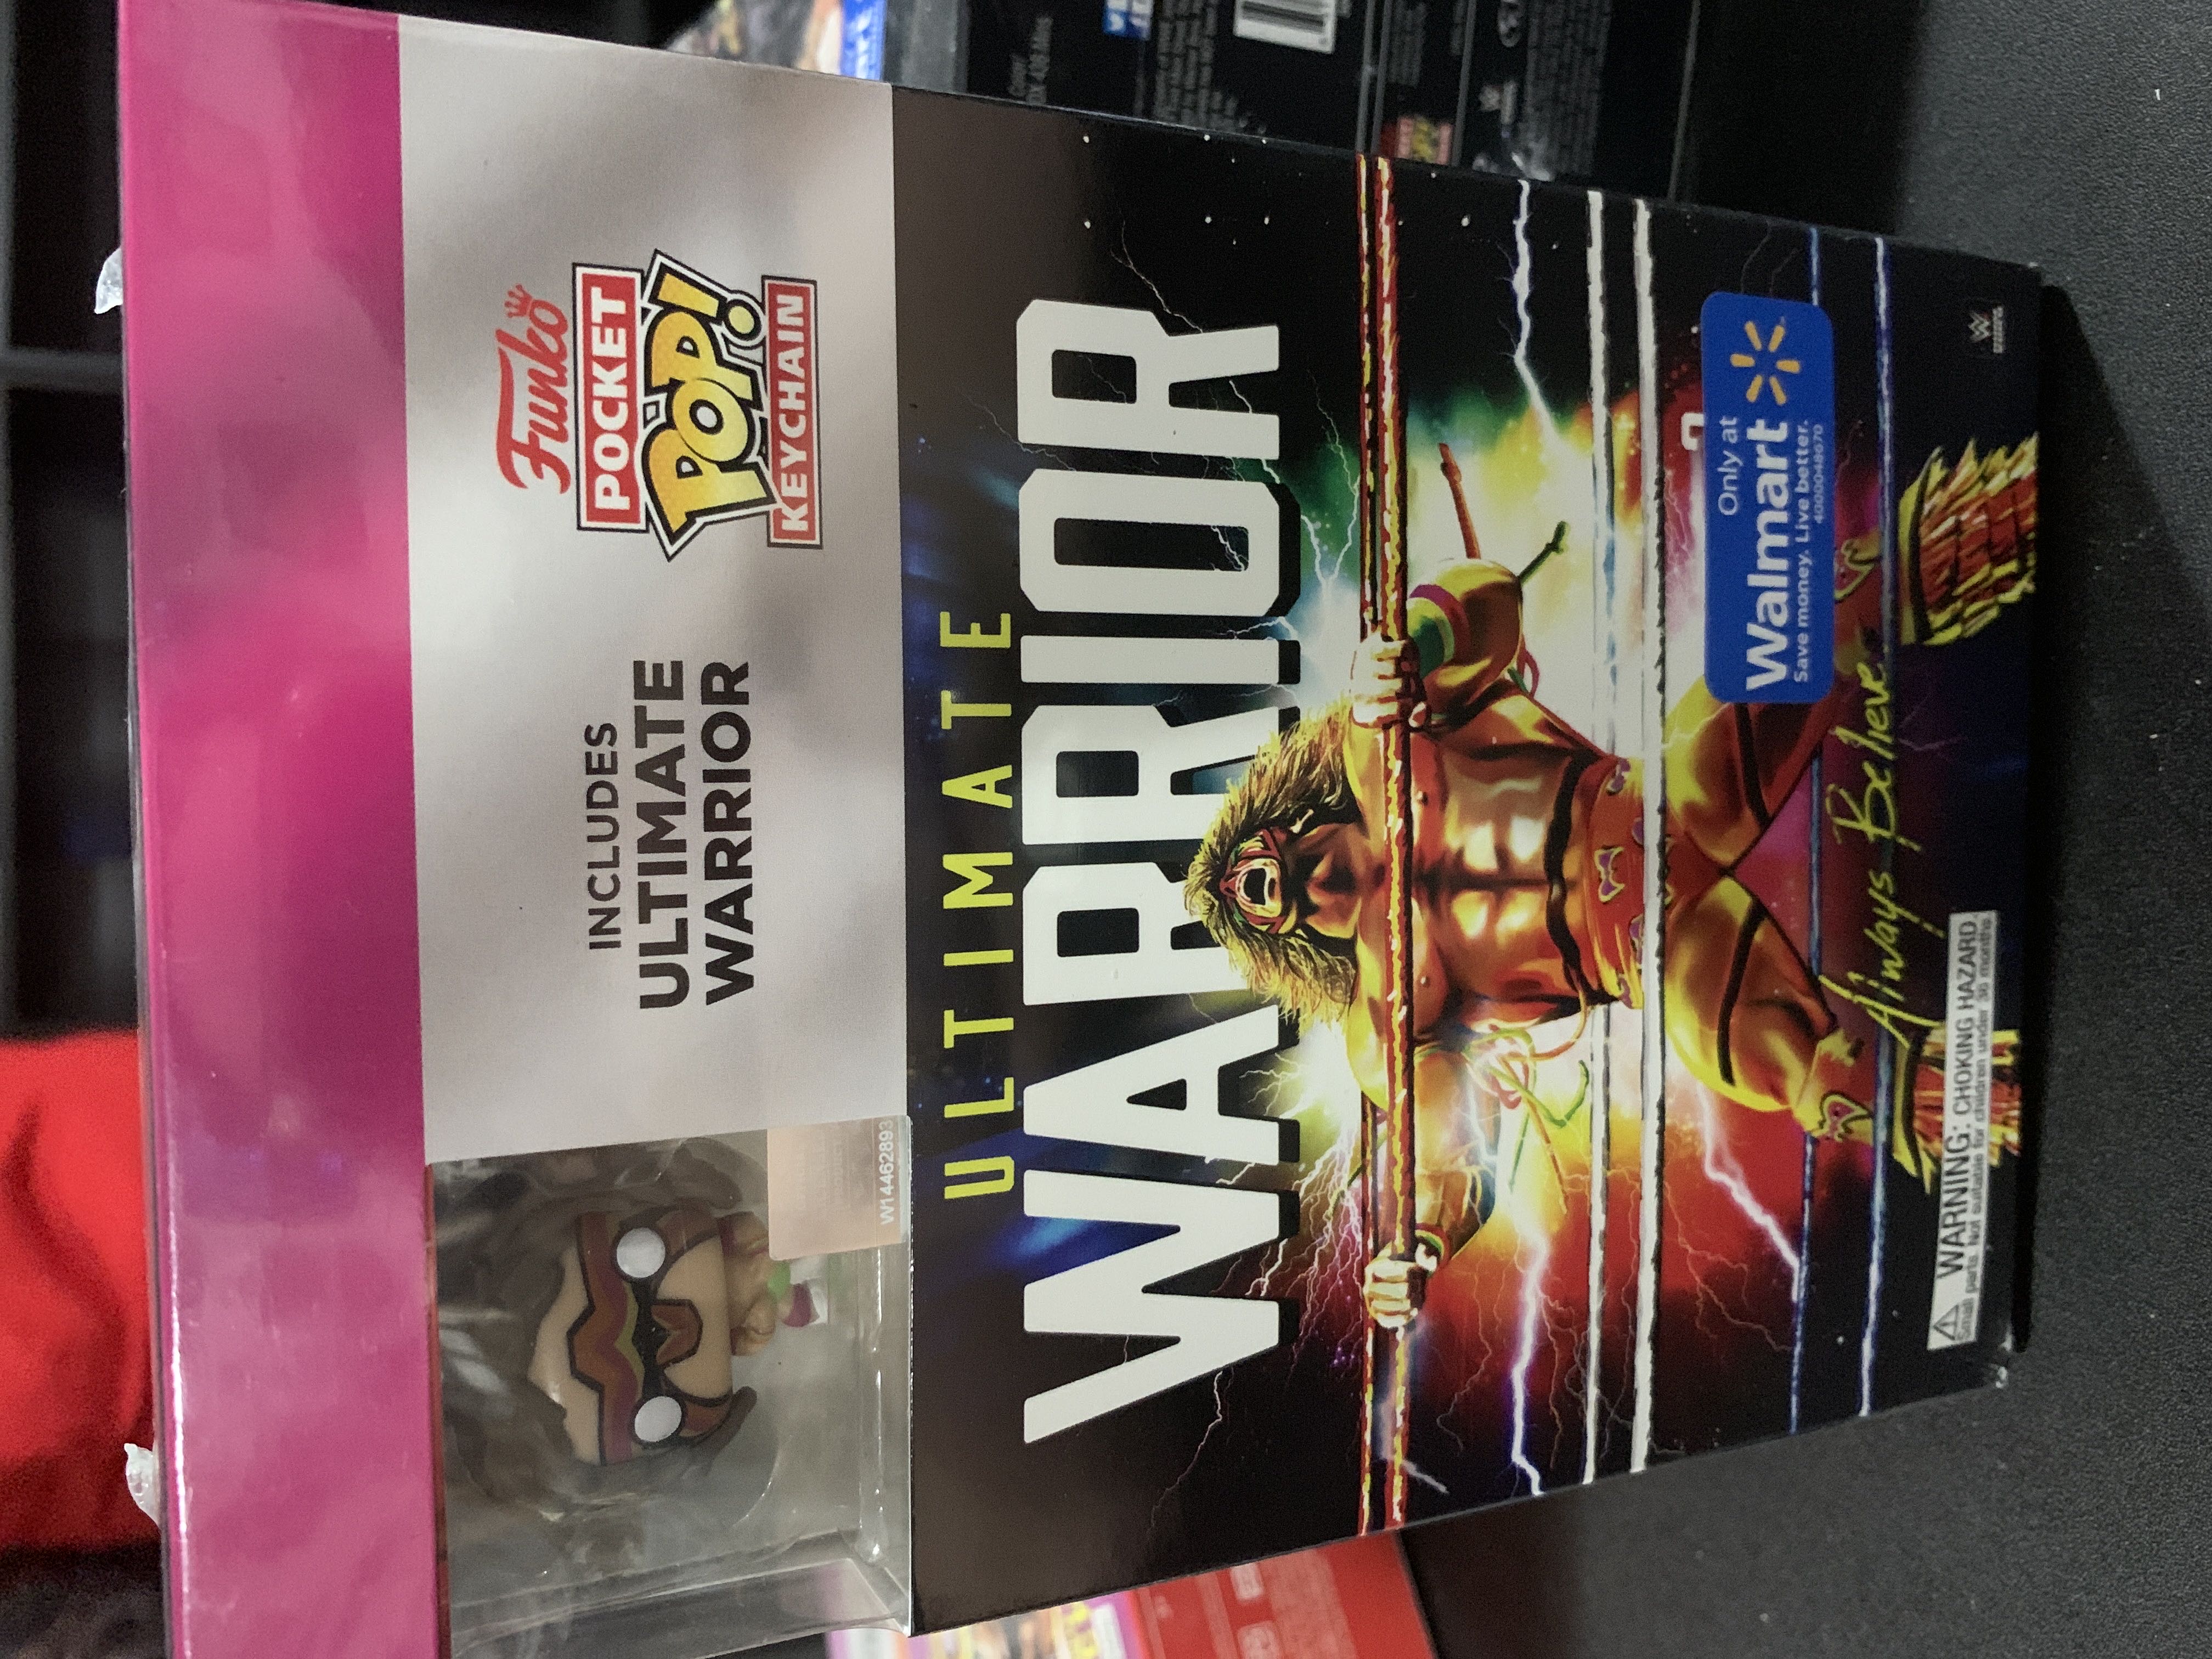 Funko
POCKET
POP!
KEYCHAIN
INCLUDES
ULTIMATE
WARRIOR
W14462893
ULTIMATE
WARRIOR
Only at
Walmart
Save money. Live better.
4000048670
Always Believe
WARNING: CHOKING HAZARD
Small parts. Not suitable for children under 36 months